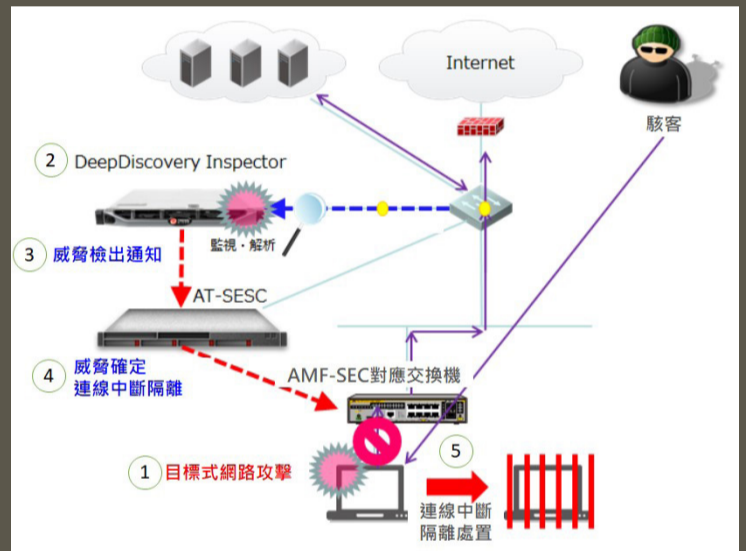 Internet
駭客
2 DeepDiscovery Inspector
監視・解析
3 威脅檢出通知
AT-SESC
4 威脅確定
連線中斷隔離
AMF-SEC對應交換機
1 目標式網路攻擊
5
連線中斷
隔離處置